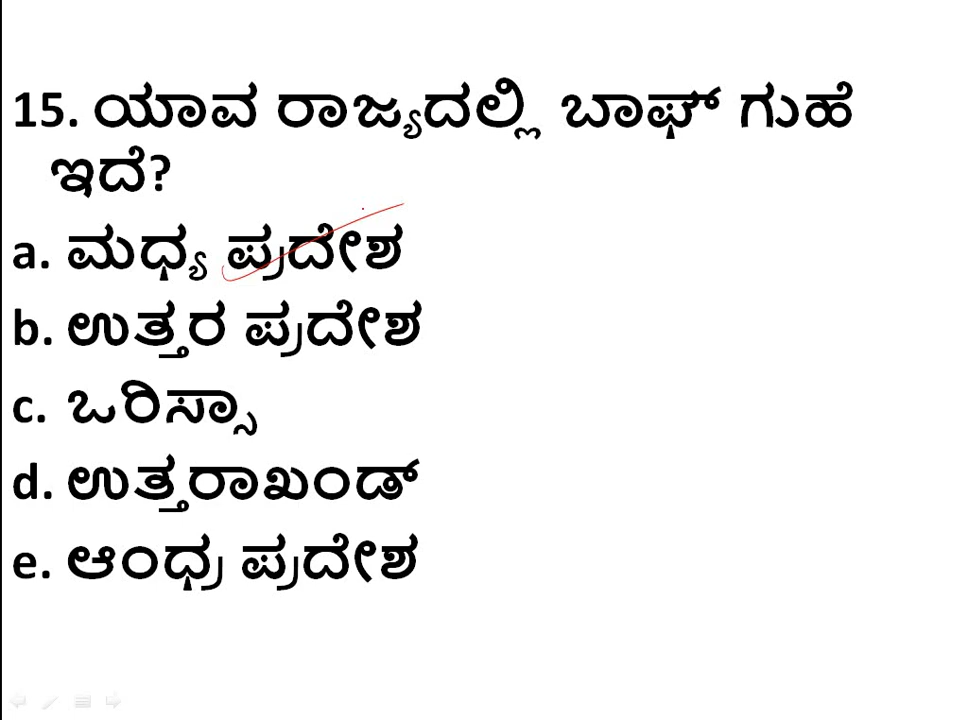 15. ಯಾವ ರಾಜ್ಯದಲ್ಲಿ ಬಾಘ್ ಗುಹೆ
ಇದೆ?
a. ಮಧ್ಯ ಪ್ರದೇಶ
b. ಉತ್ತರ ಪ್ರದೇಶ
c. ಒರಿಸ್ಸಾ
d. ಉತ್ತರಾಖಂಡ್
e. ಆಂಧ್ರ ಪ್ರದೇಶ